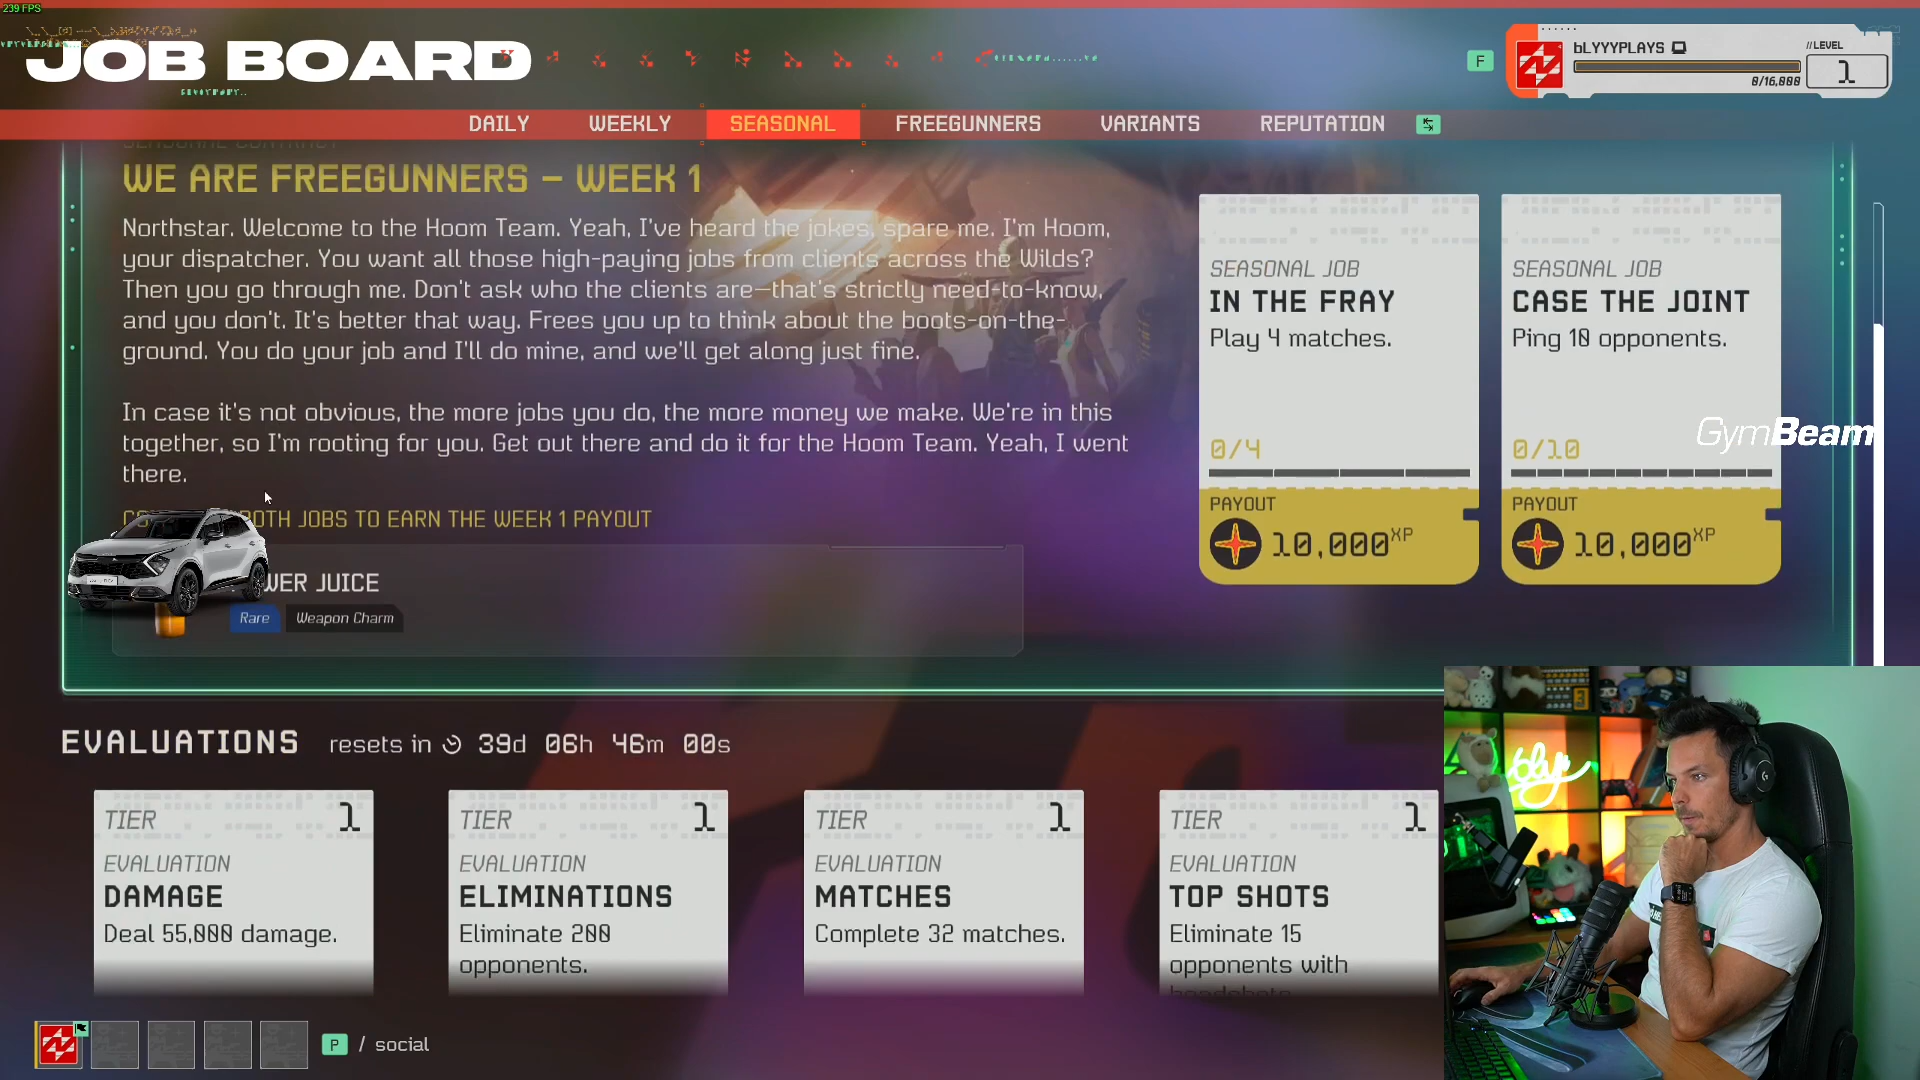 239 FPS
JOB BOARD
F
bLYYYPLAYS
// LEVEL
1
0/16,000
DAILY
WEEKLY
SEASONAL
FREEGUNNERS
VARIANTS
REPUTATION
WE ARE FREEGUNNERS – WEEK 1
Northstar. Welcome to the Hoom Team. Yeah, I've heard the jokes, spare me. I'm Hoom,
your dispatcher. You want all those high-paying jobs from clients across the Wilds?
Then you go through me. Don't ask who the clients are—that's strictly need-to-know,
and you don't. It's better that way. Frees you up to think about the boots-on-the-
ground. You do your job and I'll do mine, and we'll get along just fine.
In case it's not obvious, the more jobs you do, the more money we make. We're in this
together, so I'm rooting for you. Get out there and do it for the Hoom Team. Yeah, I went
there.
BOTH JOBS TO EARN THE WEEK 1 PAYOUT
WER JUICE
Rare
Weapon Charm
SEASONAL JOB
IN THE FRAY
Play 4 matches.
0/4
PAYOUT
10,000 XP
SEASONAL JOB
CASE THE JOINT
Ping 10 opponents.
0/10
PAYOUT
10,000 XP
GymBeam
EVALUATIONS
resets in 39d 06h 46m 00s
TIER 1
EVALUATION
DAMAGE
Deal 55,000 damage.
TIER 1
EVALUATION
ELIMINATIONS
Eliminate 200
opponents.
TIER 1
EVALUATION
MATCHES
Complete 32 matches.
TIER 1
EVALUATION
TOP SHOTS
Eliminate 15
opponents with
P / social
bly